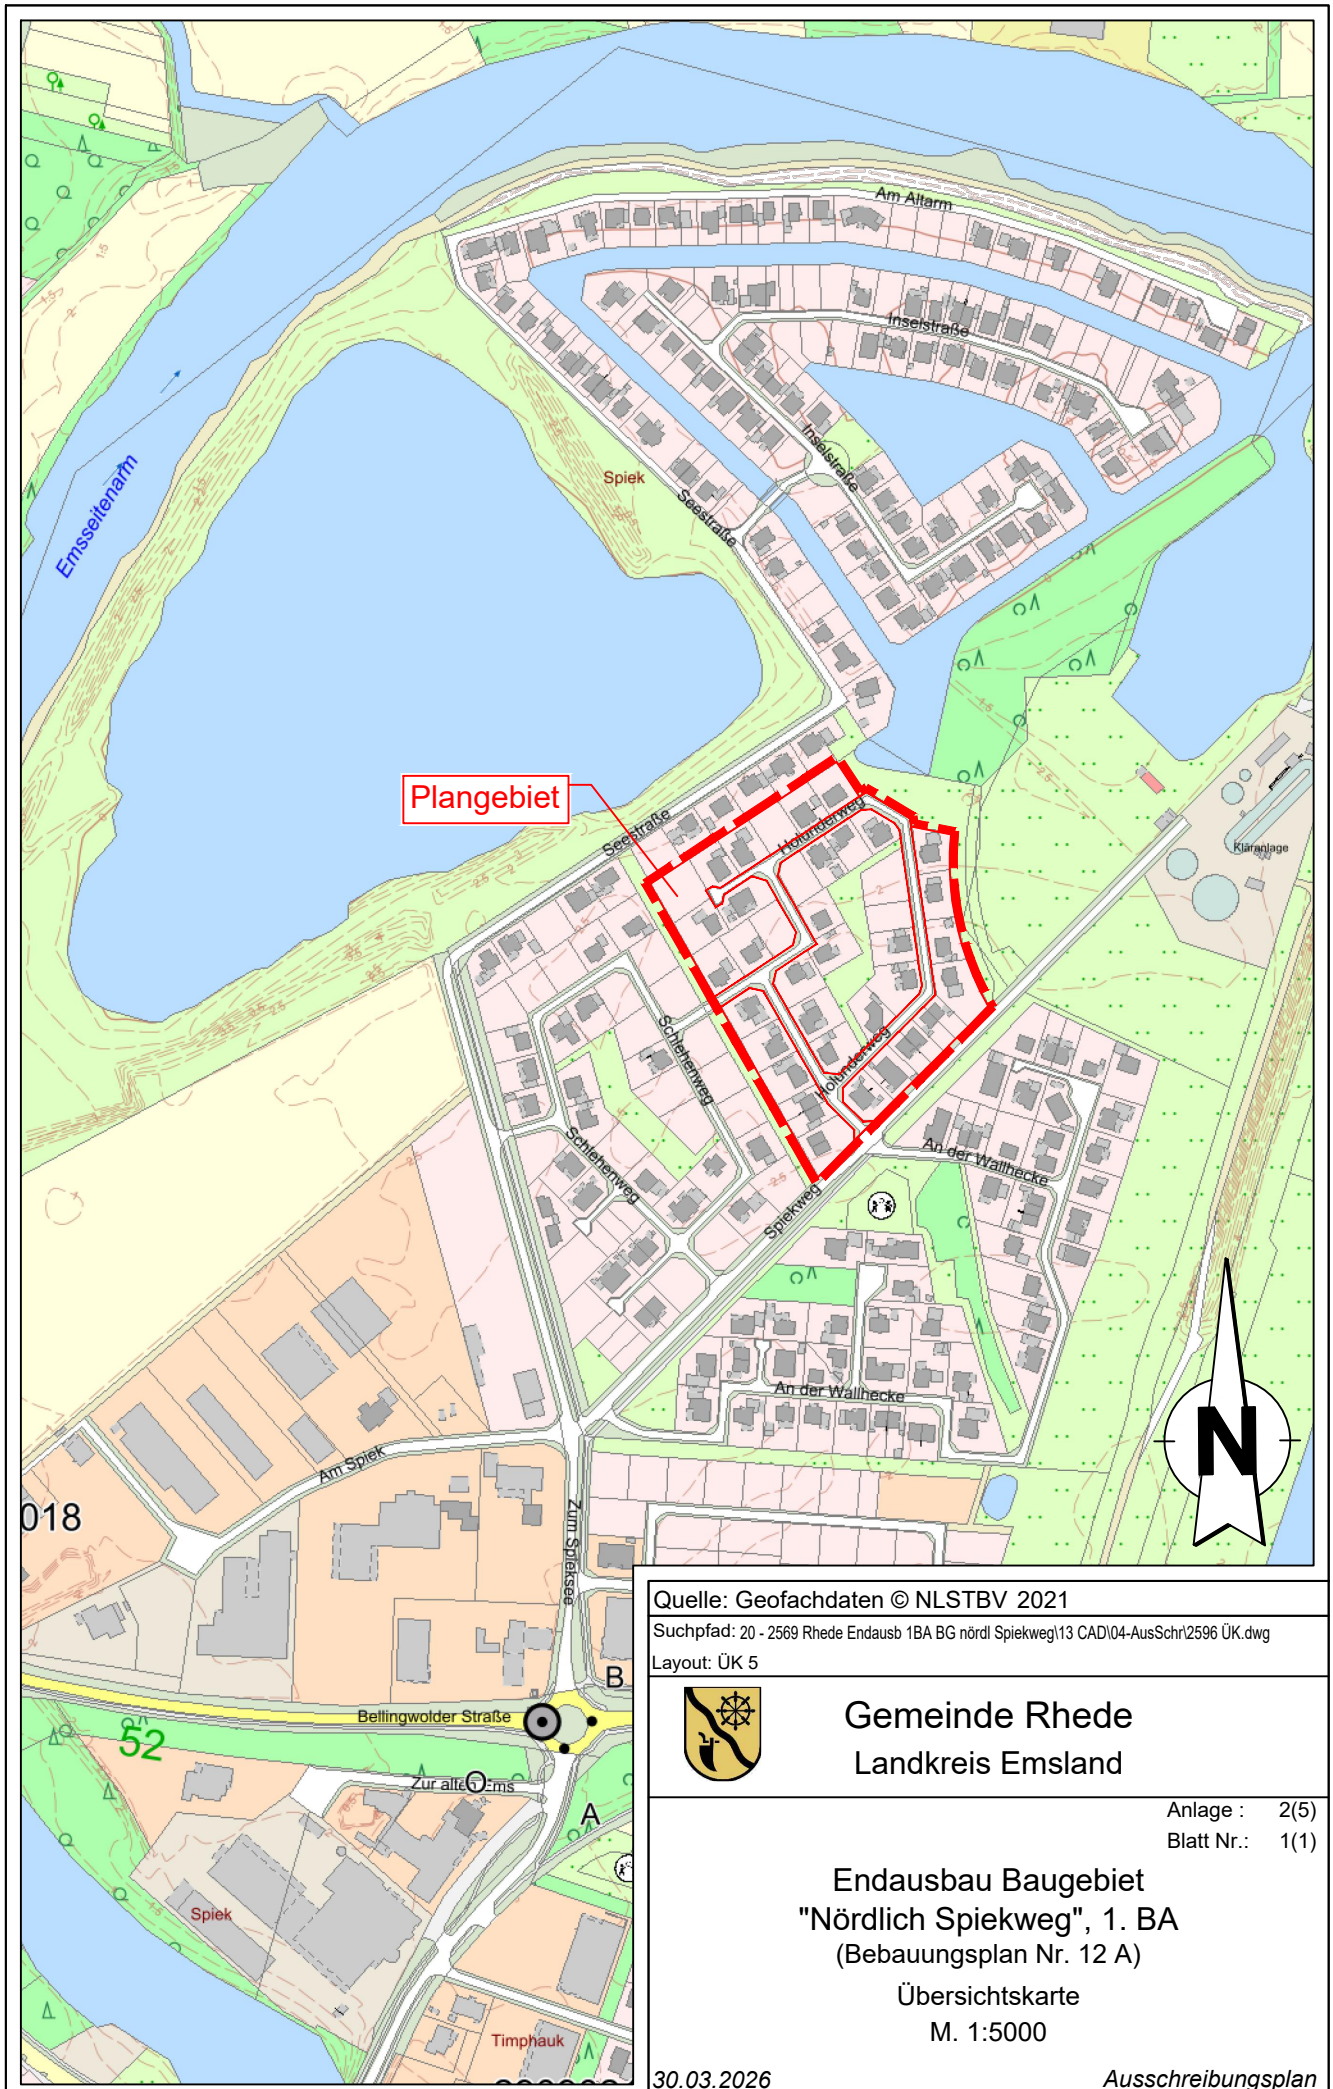 Am Altarm
Inselstraße
Inselstraße
Spiek
Seestraße
Emsseitenarm
Plangebiet
Seestraße
Holunderweg
Kläranlage
Schlehenweg
Holunderweg
Schlehenweg
An der Wallhecke
Spiekweg
An der Wallhecke
Am Spiek
018
Zum Spieksee
N
B
Bellingwolder Straße
52
Zur alten Ems
A
Spiek
Timphauk
Quelle: Geofachdaten © NLSTBV 2021
Suchpfad: 20 - 2569 Rhede Endausb 1BA BG nördl Spiekweg\13 CAD\04-AusSchr\2596 ÜK.dwg
Layout: ÜK 5
Gemeinde Rhede
Landkreis Emsland
Anlage : 2(5)
Blatt Nr.: 1(1)
Endausbau Baugebiet
"Nördlich Spiekweg", 1. BA
(Bebauungsplan Nr. 12 A)
Übersichtskarte
M. 1:5000
30.03.2026 Ausschreibungsplan